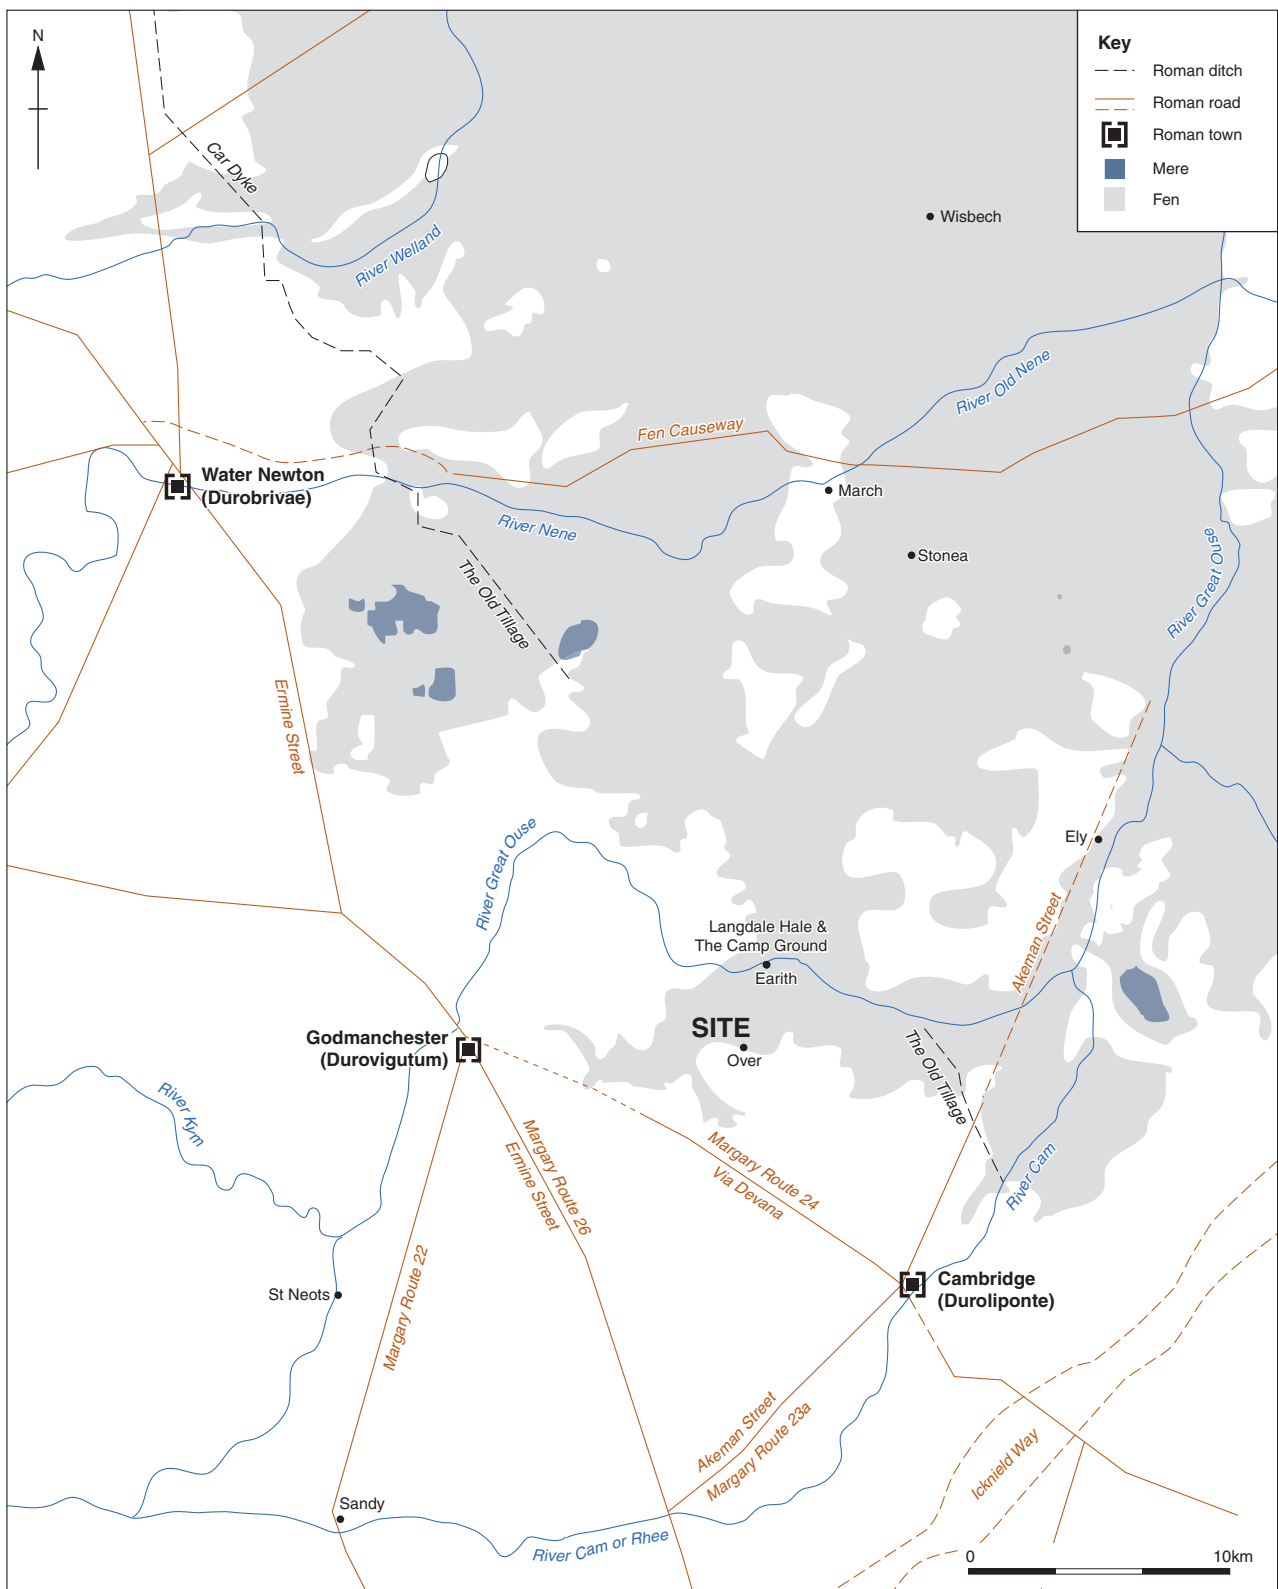 N
Key
Roman ditch
Roman road
Roman town
Mere
Fen
Car Dyke
Wisbech
River Welland
River Old Nene
Fen Causeway
Water Newton
(Durobrivae)
March
River Nene
Stonea
The Old Tillage
River Great Ouse
Ermine Street
Ely
River Great Ouse
Akeman Street
Langdale Hale &
The Camp Ground
Earith
SITE
Over
Godmanchester
(Durovigutum)
The Old Tillage
River Kym
Margary Route 26
Ermine Street
Margary Route 24
Via Devana
River Cam
Margary Route 22
St Neots
Cambridge
(Duroliponte)
Akeman Street
Margary Route 23a
Icknield Way
Sandy
River Cam or Rhee
0
10km